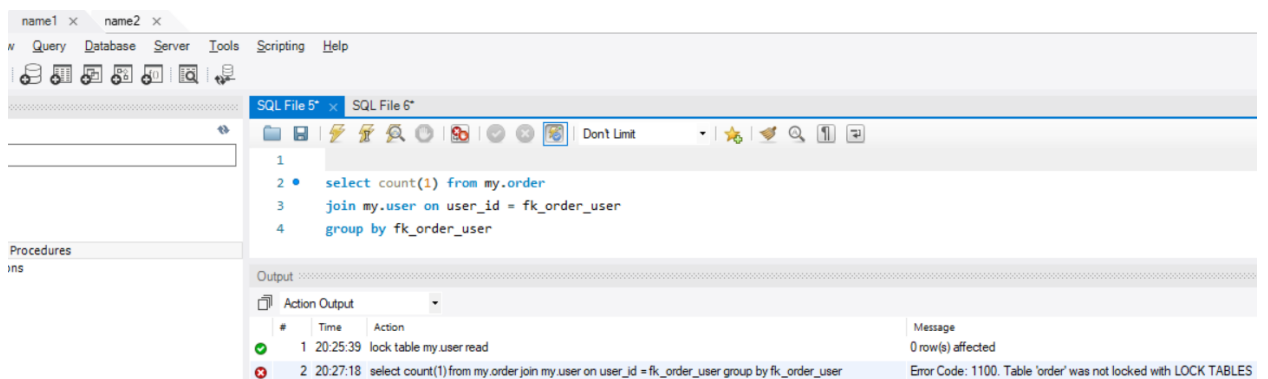 name1 × name2 ×
w Query Database Server Tools Scripting Help
SQL File 5* × SQL File 6*
Don't Limit
1
2 select count(1) from my.order
3 join my.user on user_id = fk_order_user
4 group by fk_order_user
Procedures
ons
Output
Action Output
# Time Action Message
1 20:25:39 lock table my.user read 0 row(s) affected
2 20:27:18 select count(1) from my.order join my.user on user_id = fk_order_user group by fk_order_user Error Code: 1100. Table 'order' was not locked with LOCK TABLES